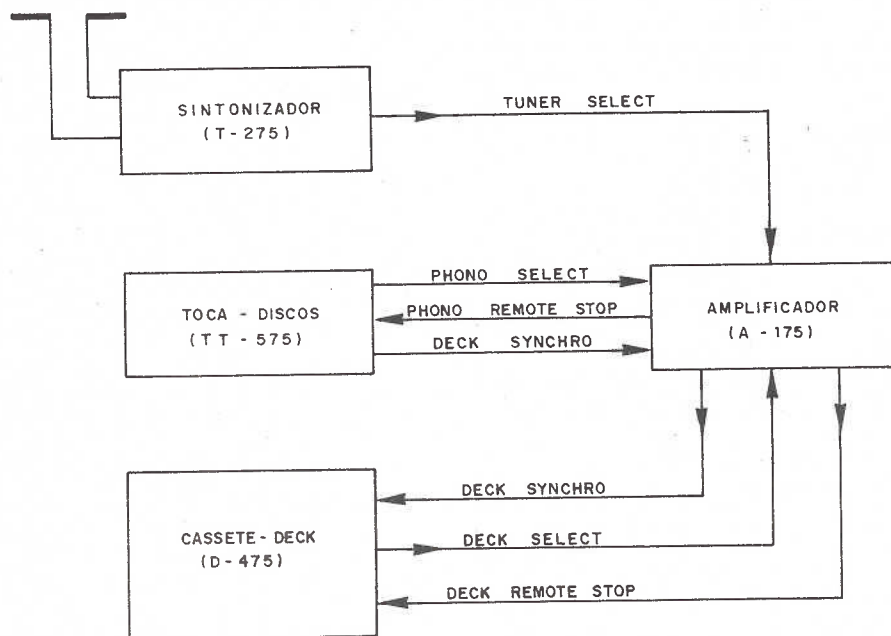 SINTONIZADOR
(T-275)
TUNER SELECT
TOCA - DISCOS
(TT-575)
PHONO SELECT
PHONO REMOTE STOP
DECK SYNCHRO
AMPLIFICADOR
(A -175)
CASSETE - DECK
(D-475)
DECK SYNCHRO
DECK SELECT
DECK REMOTE STOP